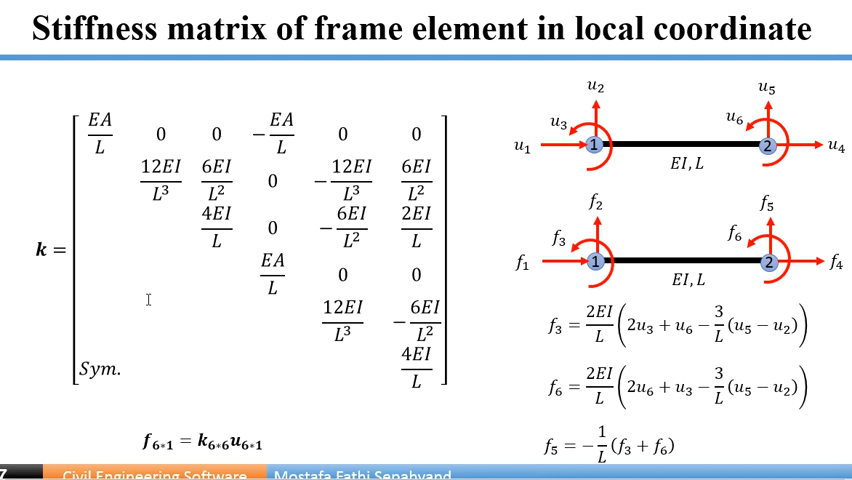 Stiffness matrix of frame element in local coordinate
k =
EA/L 0 0 −EA/L 0 0
12EI/L³ 6EI/L² 0 −12EI/L³ 6EI/L²
4EI/L 0 −6EI/L² 2EI/L
EA/L 0 0
12EI/L³ −6EI/L²
Sym. 4EI/L
f₆*₁ = k₆*₆u₆*₁
u₂ u₅
u₃ u₆
u₁ 1 2 u₄
EI, L
f₂ f₅
f₃ f₆
f₁ 1 2 f₄
EI, L
f₃ = 2EI/L (2u₃ + u₆ − 3/L (u₅ − u₂))
f₆ = 2EI/L (2u₆ + u₃ − 3/L (u₅ − u₂))
f₅ = −1/L (f₃ + f₆)
7 Civil Engineering Software Mostafa Fathi Sepahvand